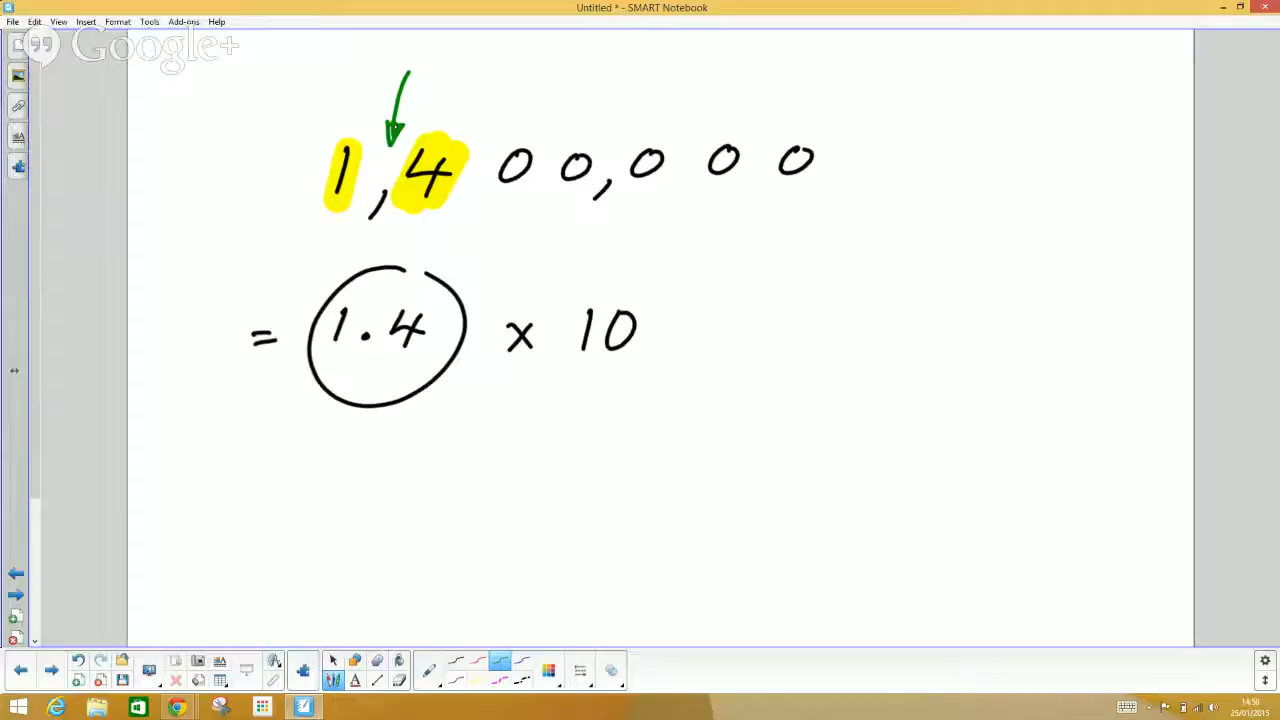 Untitled * - SMART Notebook
File Edit View Insert Format Tools Add-ons Help
Google+
1,400,000
= 1.4 x 10
14:50
25/01/2015